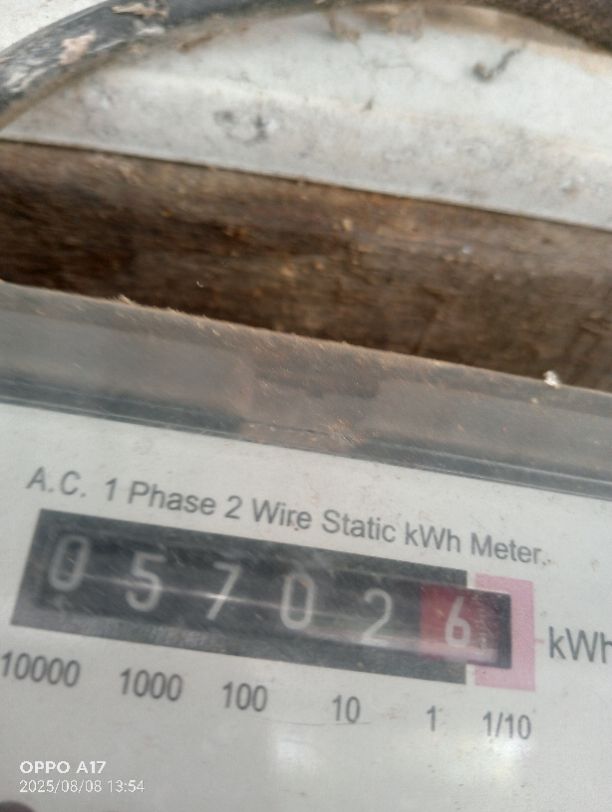 A.C. 1 Phase 2 Wire Static kWh Meter.
0 5 7 0 2 6
kWh
10000 1000 100 10 1 1/10
OPPO A17
2025/08/08 13:54